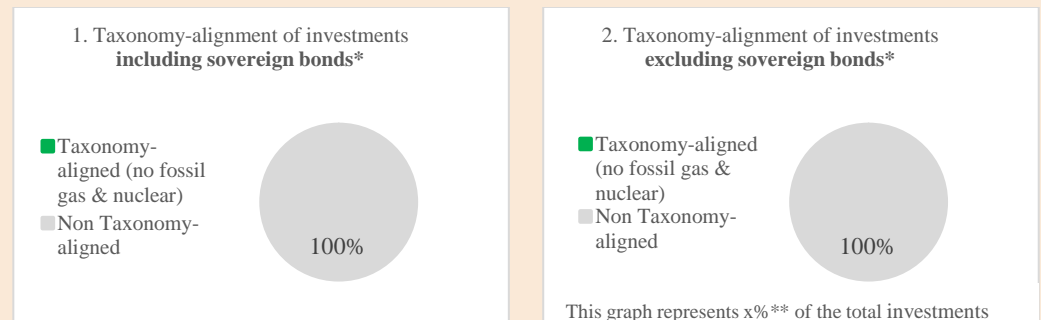 1. Taxonomy-alignment of investments
including sovereign bonds*
Taxonomy-
aligned (no fossil
gas & nuclear)
Non Taxonomy-
aligned
100%
2. Taxonomy-alignment of investments
excluding sovereign bonds*
Taxonomy-aligned
(no fossil gas &
nuclear)
Non Taxonomy-
aligned
100%
This graph represents x%** of the total investments